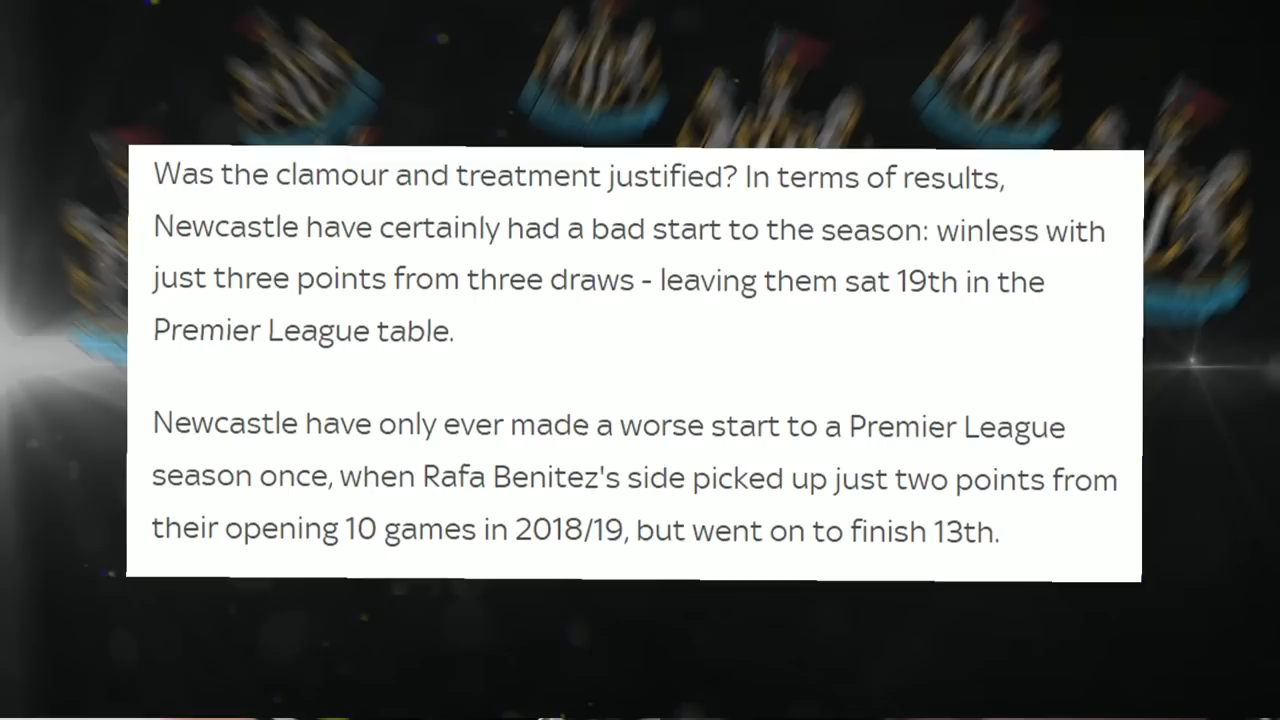 Was the clamour and treatment justified? In terms of results,
Newcastle have certainly had a bad start to the season: winless with
just three points from three draws - leaving them sat 19th in the
Premier League table.
Newcastle have only ever made a worse start to a Premier League
season once, when Rafa Benitez's side picked up just two points from
their opening 10 games in 2018/19, but went on to finish 13th.